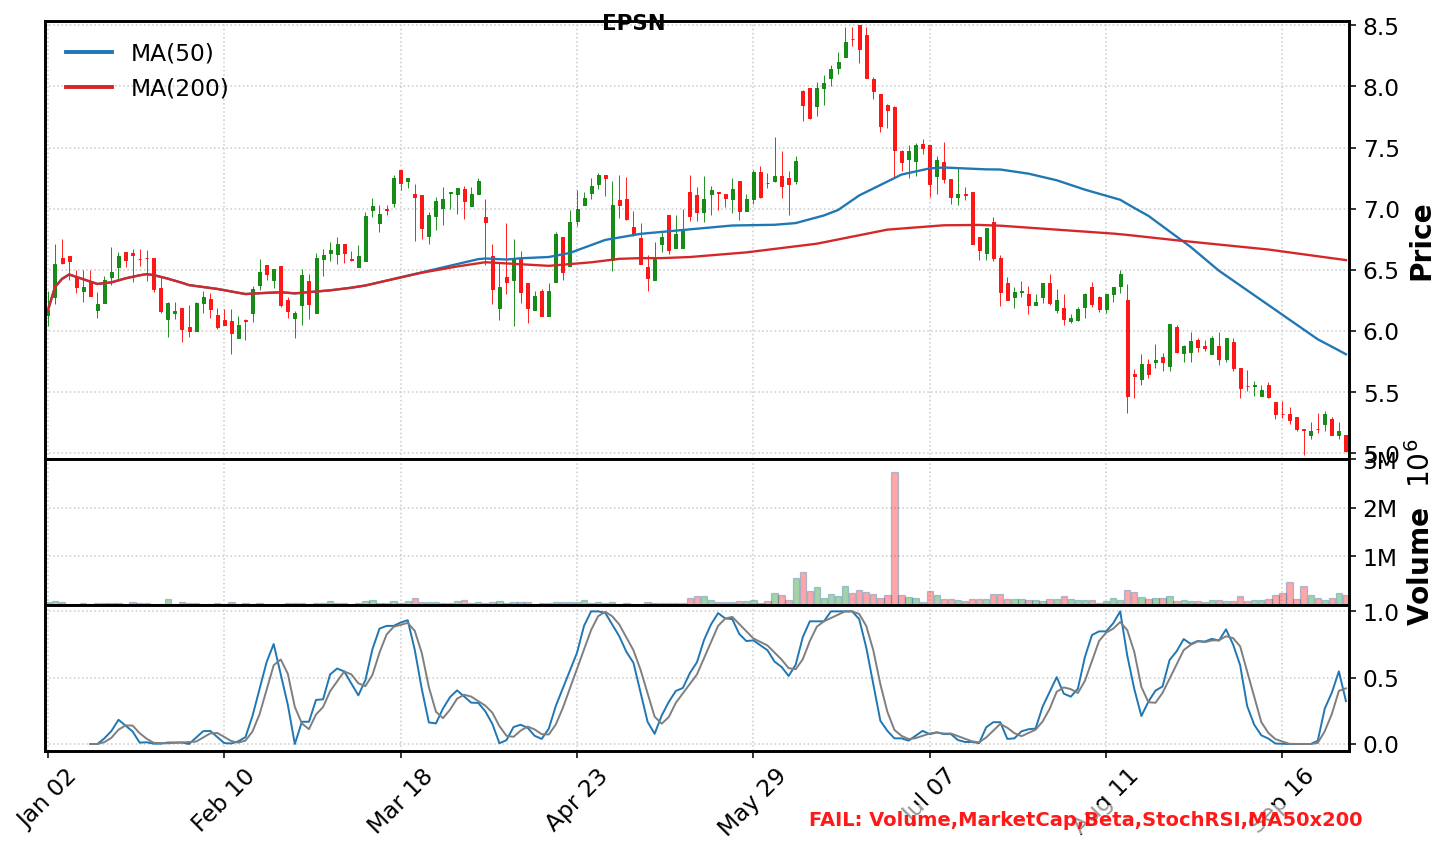 EPSN
MA(50)
MA(200)
8.5
8.0
7.5
7.0
6.5
6.0
5.5
5.0
Price
3M
2M
1M
Volume 10^6
1.0
0.5
0.0
Jan 02
Feb 10
Mar 18
Apr 23
May 29
Jul 07
Aug 11
Sep 16
FAIL: Volume,MarketCap,Beta,StochRSI,MA50x200